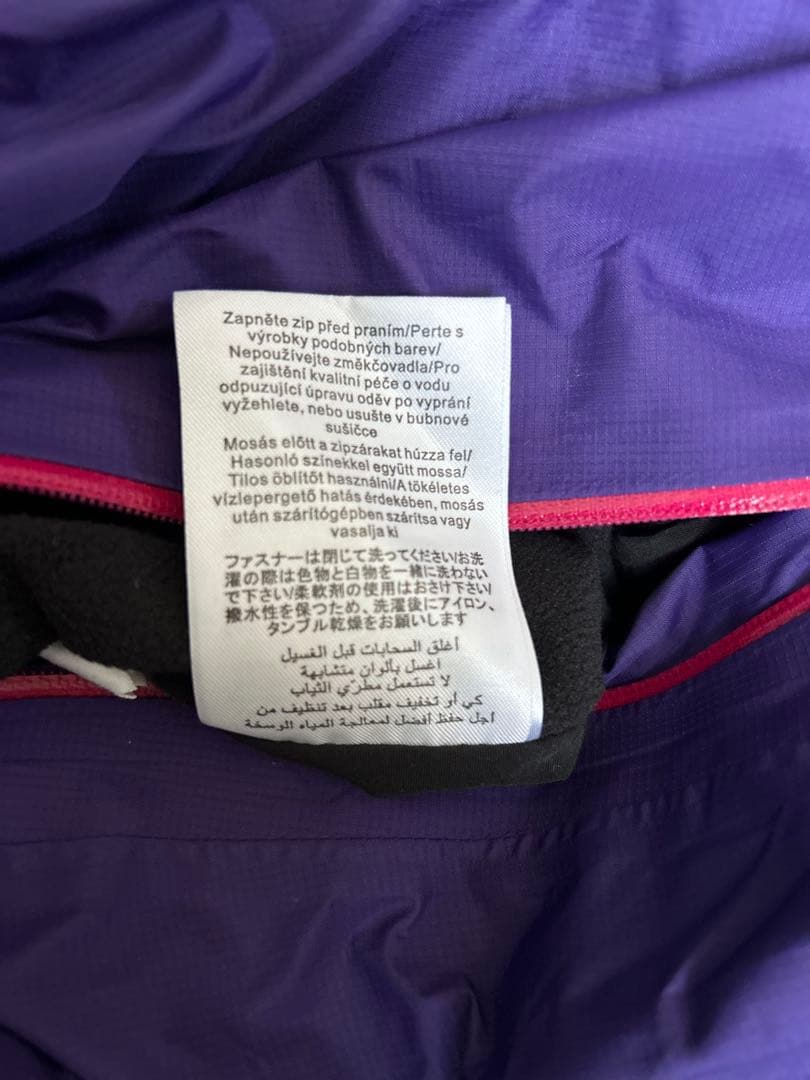 Zapněte zip před praním/Perte s
výrobky podobných barev/
Nepoužívejte změkčovadla/Pro
zajištění kvalitní péče o vodu
odpuzující úpravu oděv po vyprání
vyžehlete, nebo usušte v bubnové
sušičce
Mosás előtt a zipzárakat húzza fel/
Hasonló színekkel együtt mossa/
Tilos öblítőt használni/A tökéletes
vízlepergető hatás érdekében, mosás
után szárítógépben szárítsa vagy
vasalja ki
ファスナーは閉じて洗ってください/お洗
濯の際は色物と白物を一緒に洗わない
で下さい/柔軟剤の使用はおさけ下さい/
撥水性を保つため、洗濯後にアイロン、
タンブル乾燥をお願いします
أغلق السحابات قبل الغسيل
اغسل بألوان متشابهة
لا تستعمل مطرّي الثياب
كي أو تخفيف مقلب بعد تنظيف من
أجل حفظ أفضل لمعالجة المياه الرسخة